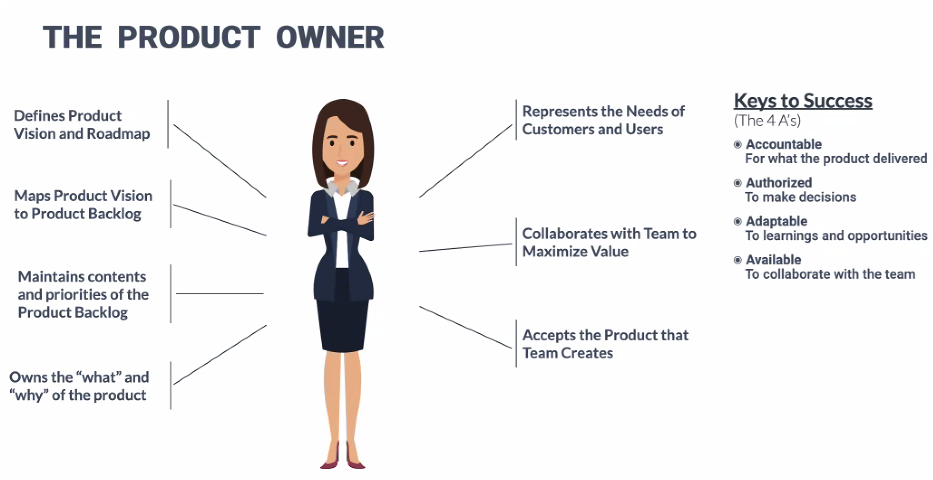 THE PRODUCT OWNER
Defines Product
Vision and Roadmap
Maps Product Vision
to Product Backlog
Maintains contents
and priorities of the
Product Backlog
Owns the “what” and
“why” of the product
Represents the Needs of
Customers and Users
Collaborates with Team to
Maximize Value
Accepts the Product that
Team Creates
Keys to Success
(The 4 A's)
Accountable
For what the product delivered
Authorized
To make decisions
Adaptable
To learnings and opportunities
Available
To collaborate with the team